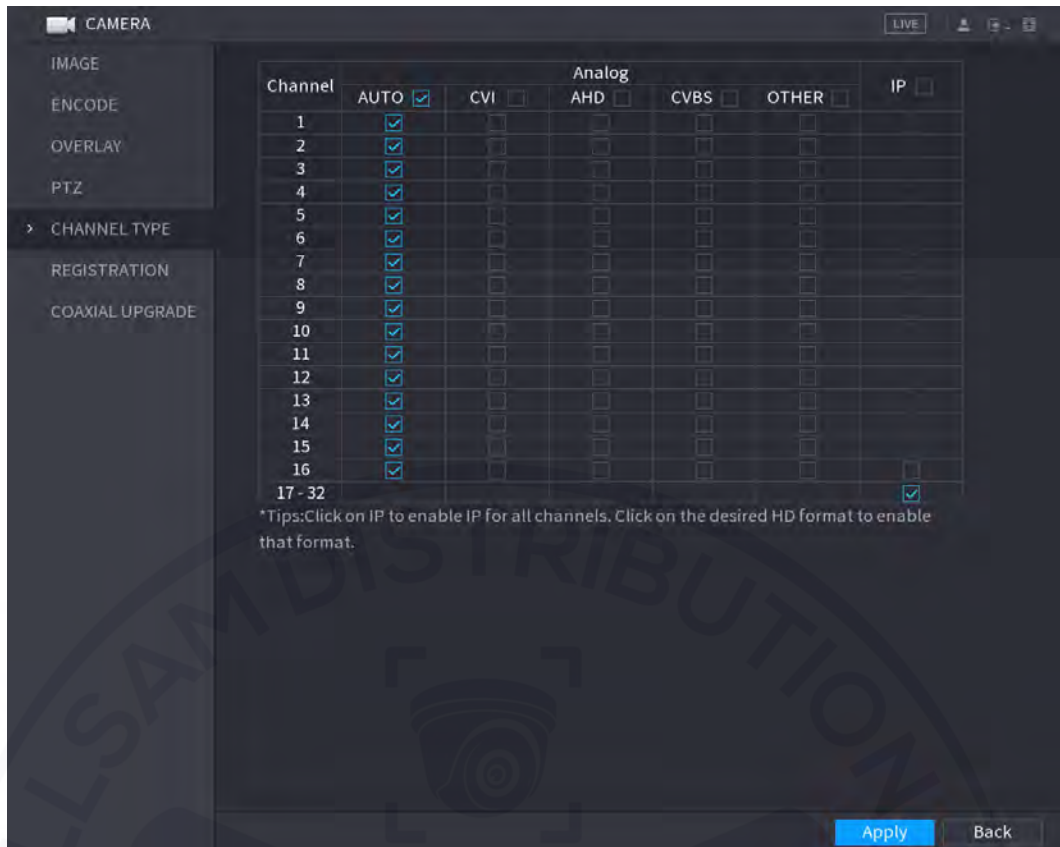 CAMERA
LIVE
IMAGE
ENCODE
OVERLAY
PTZ
> CHANNEL TYPE
REGISTRATION
COAXIAL UPGRADE
Channel
Analog
IP
AUTO CVI AHD CVBS OTHER
1
2
3
4
5
6
7
8
9
10
11
12
13
14
15
16
17 - 32
*Tips:Click on IP to enable IP for all channels. Click on the desired HD format to enable
that format.
DISTRIBUTION
Apply Back